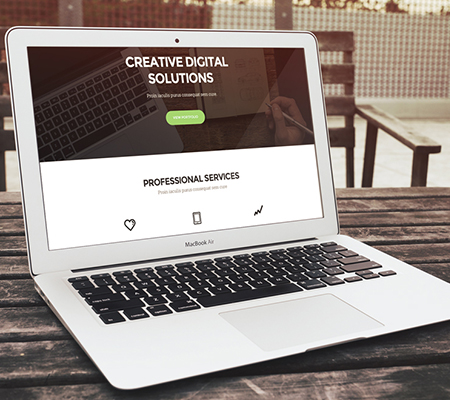 CREATIVE DIGITAL
SOLUTIONS
Proin iaculis purus consequat sem cure.
VIEW PORTFOLIO
PROFESSIONAL SERVICES
Proin iaculis purus consequat sem cure
MacBook Air